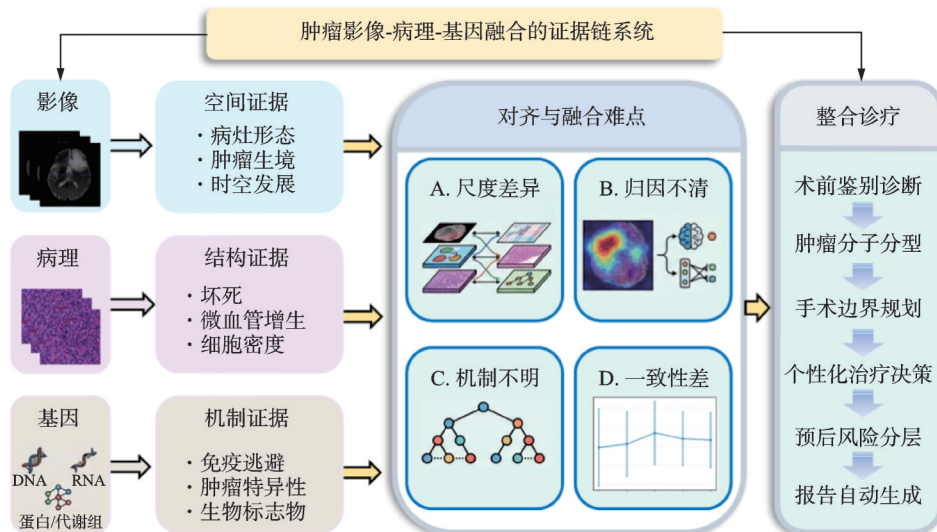 肿瘤影像-病理-基因融合的证据链系统
影像
空间证据
· 病灶形态
· 肿瘤生境
· 时空发展
病理
结构证据
· 坏死
· 微血管增生
· 细胞密度
基因
DNA
RNA
蛋白/代谢组
机制证据
· 免疫逃避
· 肿瘤特异性
· 生物标志物
对齐与融合难点
A. 尺度差异
B. 归因不清
C. 机制不明
D. 一致性差
整合诊疗
术前鉴别诊断
肿瘤分子分型
手术边界规划
个性化治疗决策
预后风险分层
报告自动生成